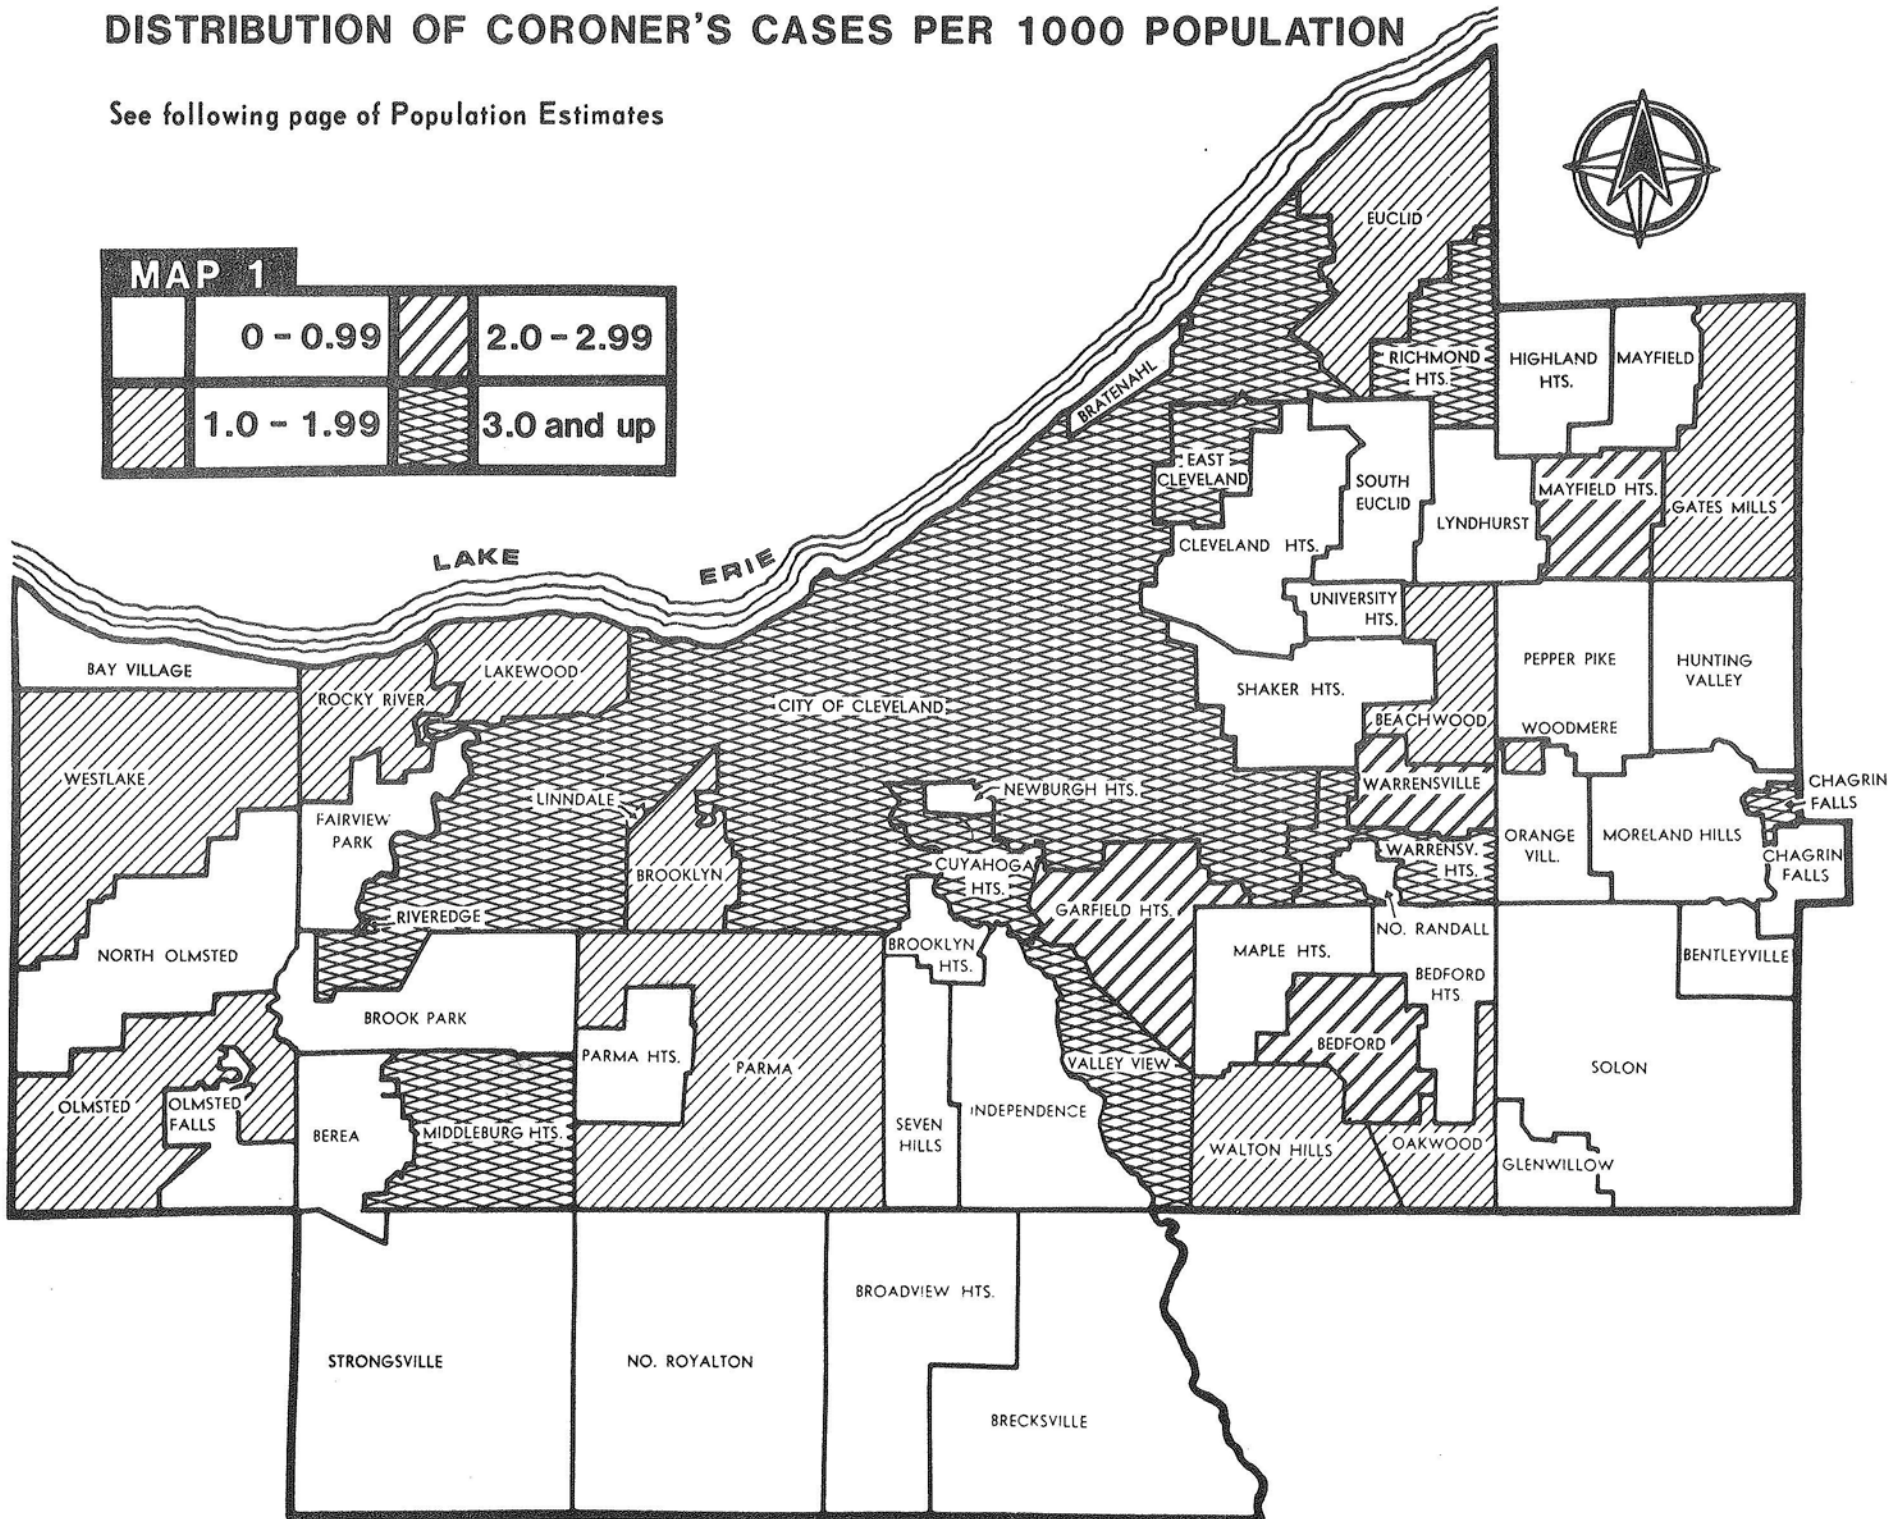 DISTRIBUTION OF CORONER'S CASES PER 1000 POPULATION
See following page of Population Estimates
MAP 1
0-0.99
2.0-2.99
1.0-1.99
3.0 and up
LAKE ERIE
EUCLID
RICHMOND
HTS.
HIGHLAND
HTS.
MAYFIELD
BRATENAHL
EAST
CLEVELAND
SOUTH
EUCLID
LYNDHURST
MAYFIELD HTS.
GATES MILLS
CLEVELAND HTS.
UNIVERSITY
HTS.
BAY VILLAGE
ROCKY RIVER
LAKEWOOD
CITY OF CLEVELAND
SHAKER HTS.
BEACHWOOD
PEPPER PIKE
HUNTING
VALLEY
WOODMERE
WESTLAKE
FAIRVIEW
PARK
LINNDALE
NEWBURGH HTS.
WARRENSVILLE
CHAGRIN
FALLS
BROOKLYN
CUYAHOGA
HTS.
WARRENSV.
HTS.
ORANGE
VILL.
MORELAND HILLS
CHAGRIN
FALLS
RIVEREDGE
GARFIELD HTS.
NO. RANDALL
NORTH OLMSTED
BROOKLYN
HTS.
MAPLE HTS.
BEDFORD
HTS
BENTLEYVILLE
BROOK PARK
PARMA HTS.
PARMA
VALLEY VIEW
BEDFORD
SOLON
OLMSTED
OLMSTED
FALLS
BEREA
MIDDLEBURG HTS.
SEVEN
HILLS
INDEPENDENCE
WALTON HILLS
OAKWOOD
GLENWILLOW
STRONGSVILLE
NO. ROYALTON
BROADVIEW HTS.
BRECKSVILLE